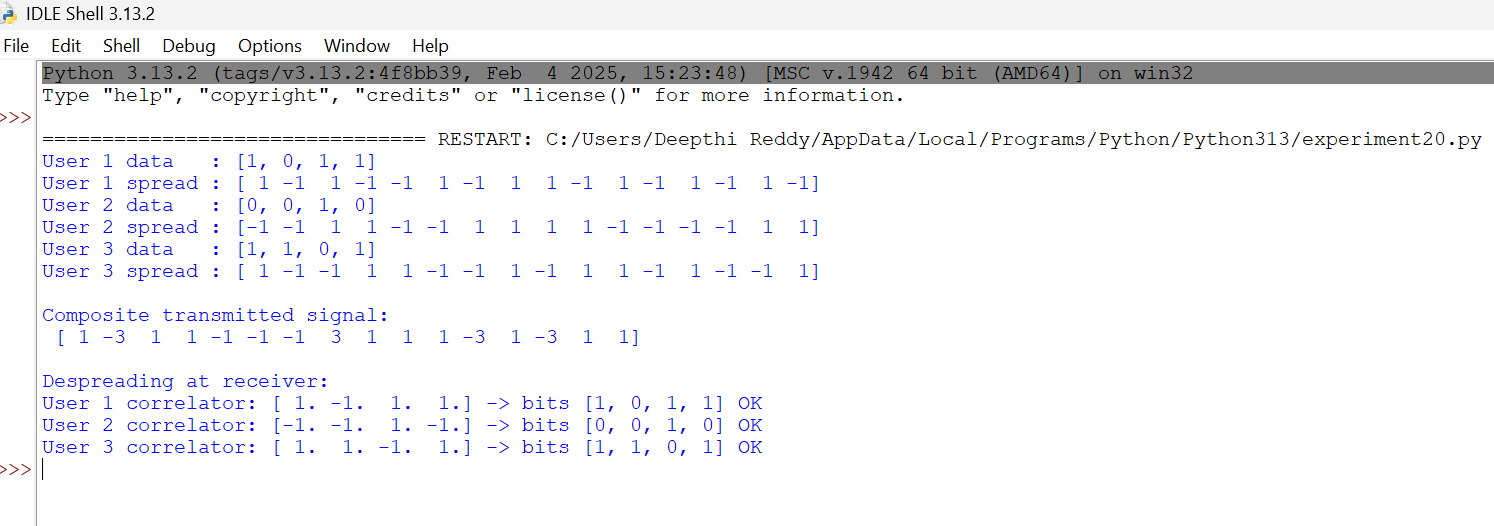 IDLE Shell 3.13.2
File Edit Shell Debug Options Window Help
Python 3.13.2 (tags/v3.13.2:4f8bb39, Feb  4 2025, 15:23:48) [MSC v.1942 64 bit (AMD64)] on win32
Type "help", "copyright", "credits" or "license()" for more information.
>>>
================================ RESTART: C:/Users/Deepthi Reddy/AppData/Local/Programs/Python/Python313/experiment20.py
User 1 data   : [1, 0, 1, 1]
User 1 spread : [ 1 -1  1 -1 -1  1 -1  1  1 -1  1 -1  1 -1  1 -1]
User 2 data   : [0, 0, 1, 0]
User 2 spread : [-1 -1  1  1 -1 -1  1  1  1  1 -1 -1 -1 -1  1  1]
User 3 data   : [1, 1, 0, 1]
User 3 spread : [ 1 -1 -1  1  1 -1 -1  1 -1  1  1 -1  1 -1 -1  1]
Composite transmitted signal:
[ 1 -3  1  1 -1 -1 -1  3  1  1  1 -3  1 -3  1  1]
Despreading at receiver:
User 1 correlator: [ 1. -1.  1.  1.] -> bits [1, 0, 1, 1] OK
User 2 correlator: [-1. -1.  1. -1.] -> bits [0, 0, 1, 0] OK
User 3 correlator: [ 1.  1. -1.  1.] -> bits [1, 1, 0, 1] OK
>>>